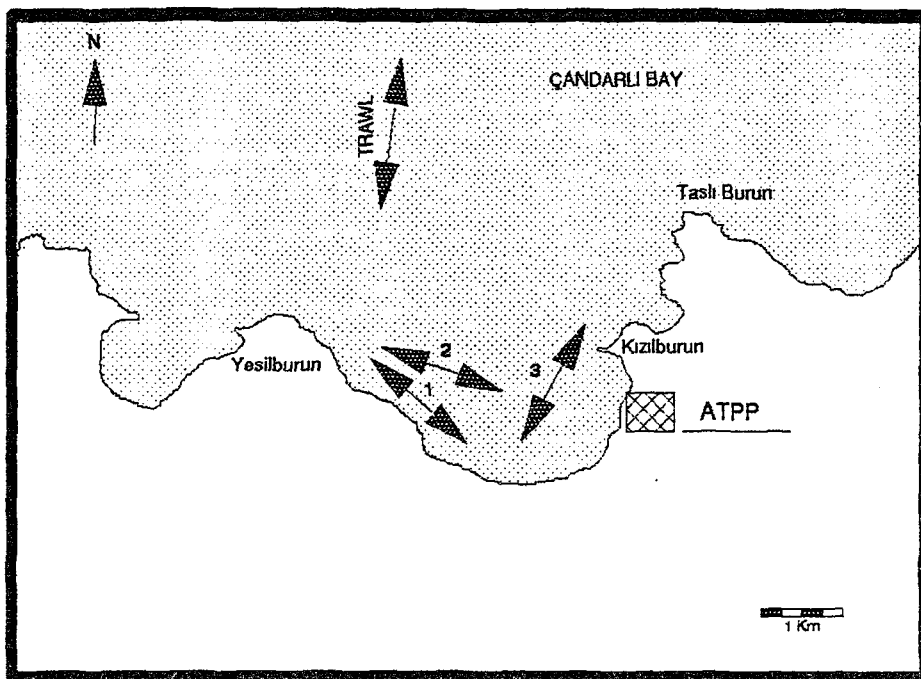 N
TRAWL
ÇANDARLI BAY
Taslı Burun
Yesilburun
2
1
3
Kızılburun
ATPP
1 Km